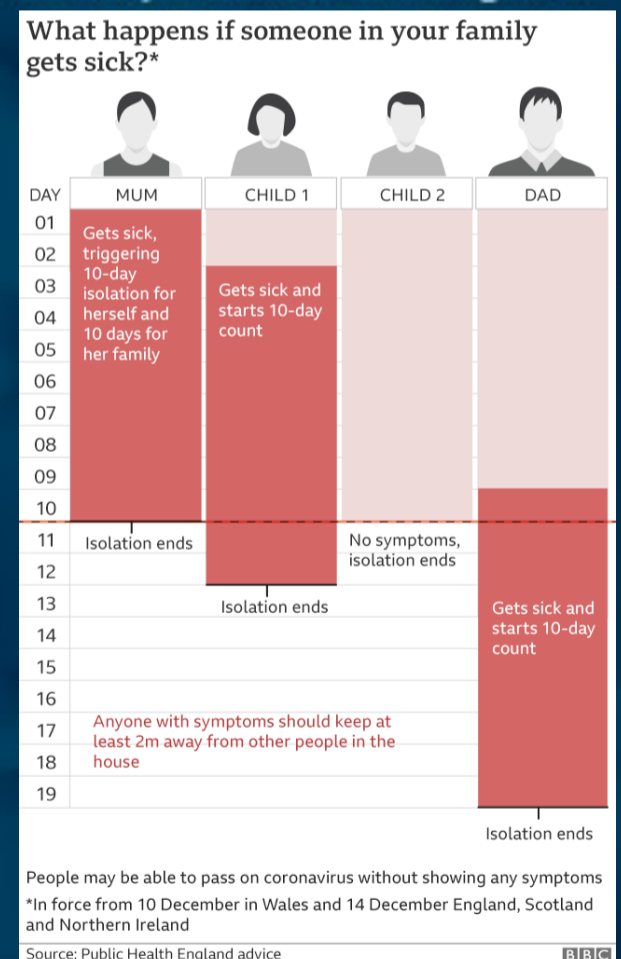 What happens if someone in your family
gets sick?*
DAY
MUM
CHILD 1
CHILD 2
DAD
01
02
03
04
05
06
07
08
09
10
11
12
13
14
15
16
17
18
19
Gets sick,
triggering
10-day
isolation for
herself and
10 days for
her family
Gets sick and
starts 10-day
count
Isolation ends
No symptoms,
isolation ends
Isolation ends
Gets sick and
starts 10-day
count
Anyone with symptoms should keep at
least 2m away from other people in the
house
Isolation ends
People may be able to pass on coronavirus without showing any symptoms
*In force from 10 December in Wales and 14 December England, Scotland
and Northern Ireland
Source: Public Health England advice
BBC